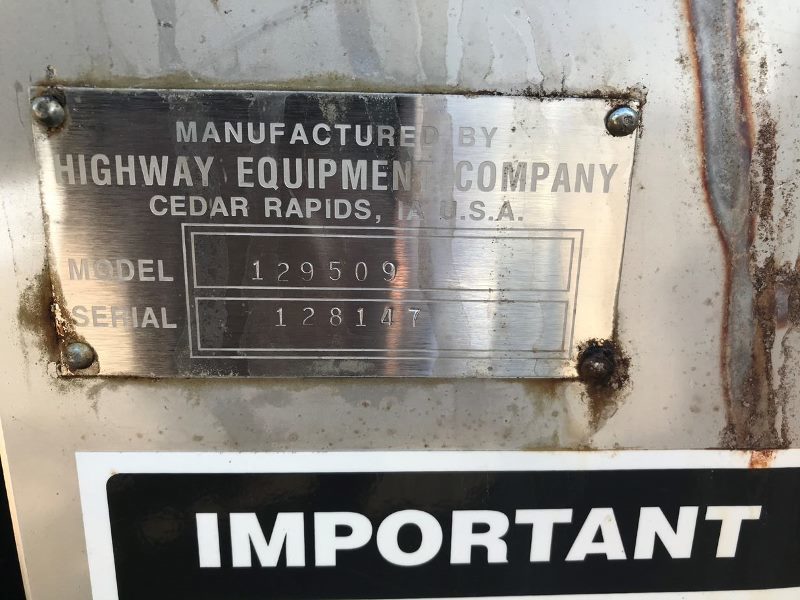 MANUFACTURED BY
HIGHWAY EQUIPMENT COMPANY
CEDAR RAPIDS, IA U.S.A.
MODEL 129509
SERIAL 128147
IMPORTANT